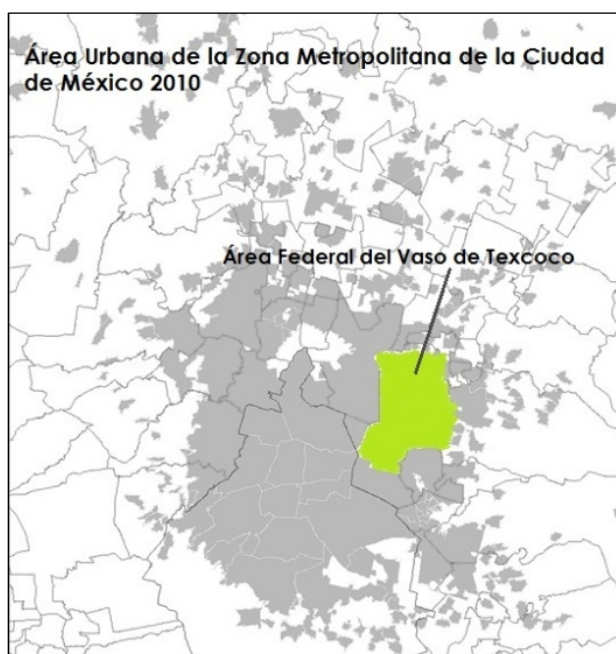 Área Urbana de la Zona Metropolitana de la Ciudad
de México 2010
Área Federal del Vaso de Texcoco